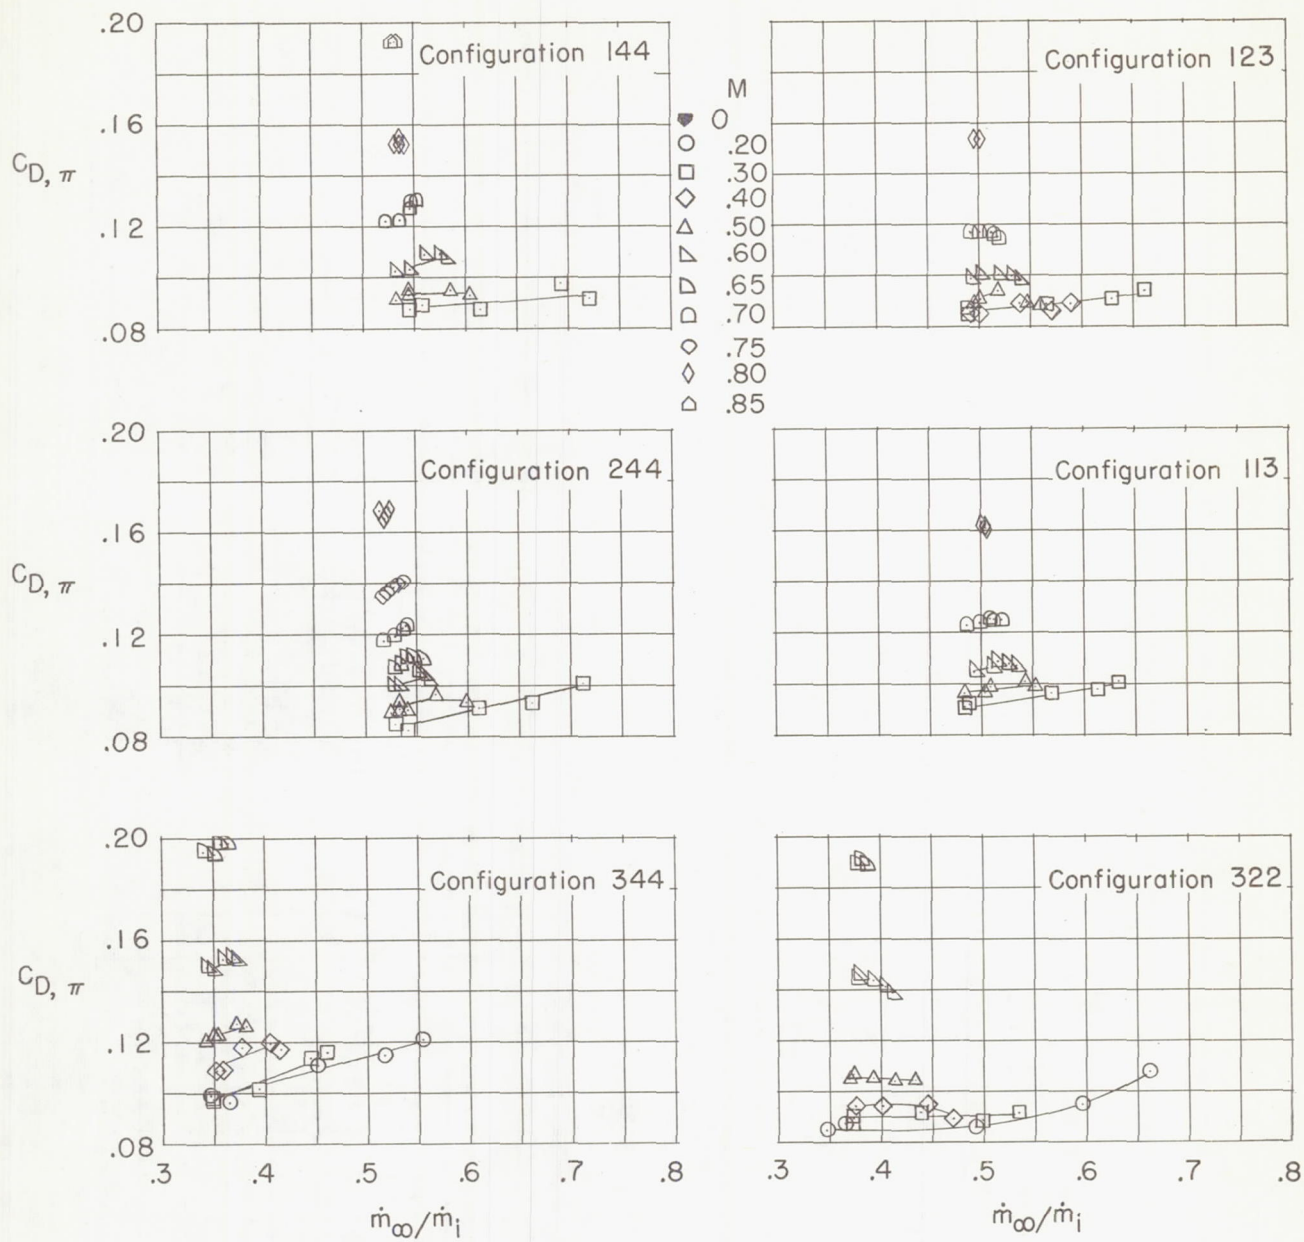 .20
Configuration 144
Configuration 123
M
0
.16
.20
C_D, π
.30
.40
.12
.50
.60
.65
.08
.70
.75
.80
.85
.20
Configuration 244
Configuration 113
.16
C_D, π
.12
.08
.20
Configuration 344
Configuration 322
.16
C_D, π
.12
.08
.3 .4 .5 .6 .7 .8
.3 .4 .5 .6 .7 .8
ṁ∞/ṁi
ṁ∞/ṁi